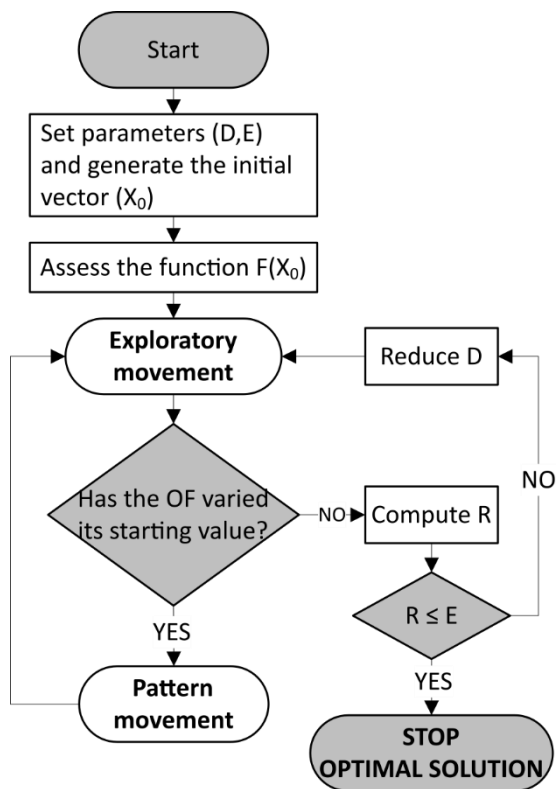 Start
Set parameters (D,E)
and generate the initial
vector (X₀)
Assess the function F(X₀)
Exploratory
movement
Reduce D
Has the OF varied
its starting value?
NO
Compute R
NO
R ≤ E
YES
YES
Pattern
movement
STOP
OPTIMAL SOLUTION